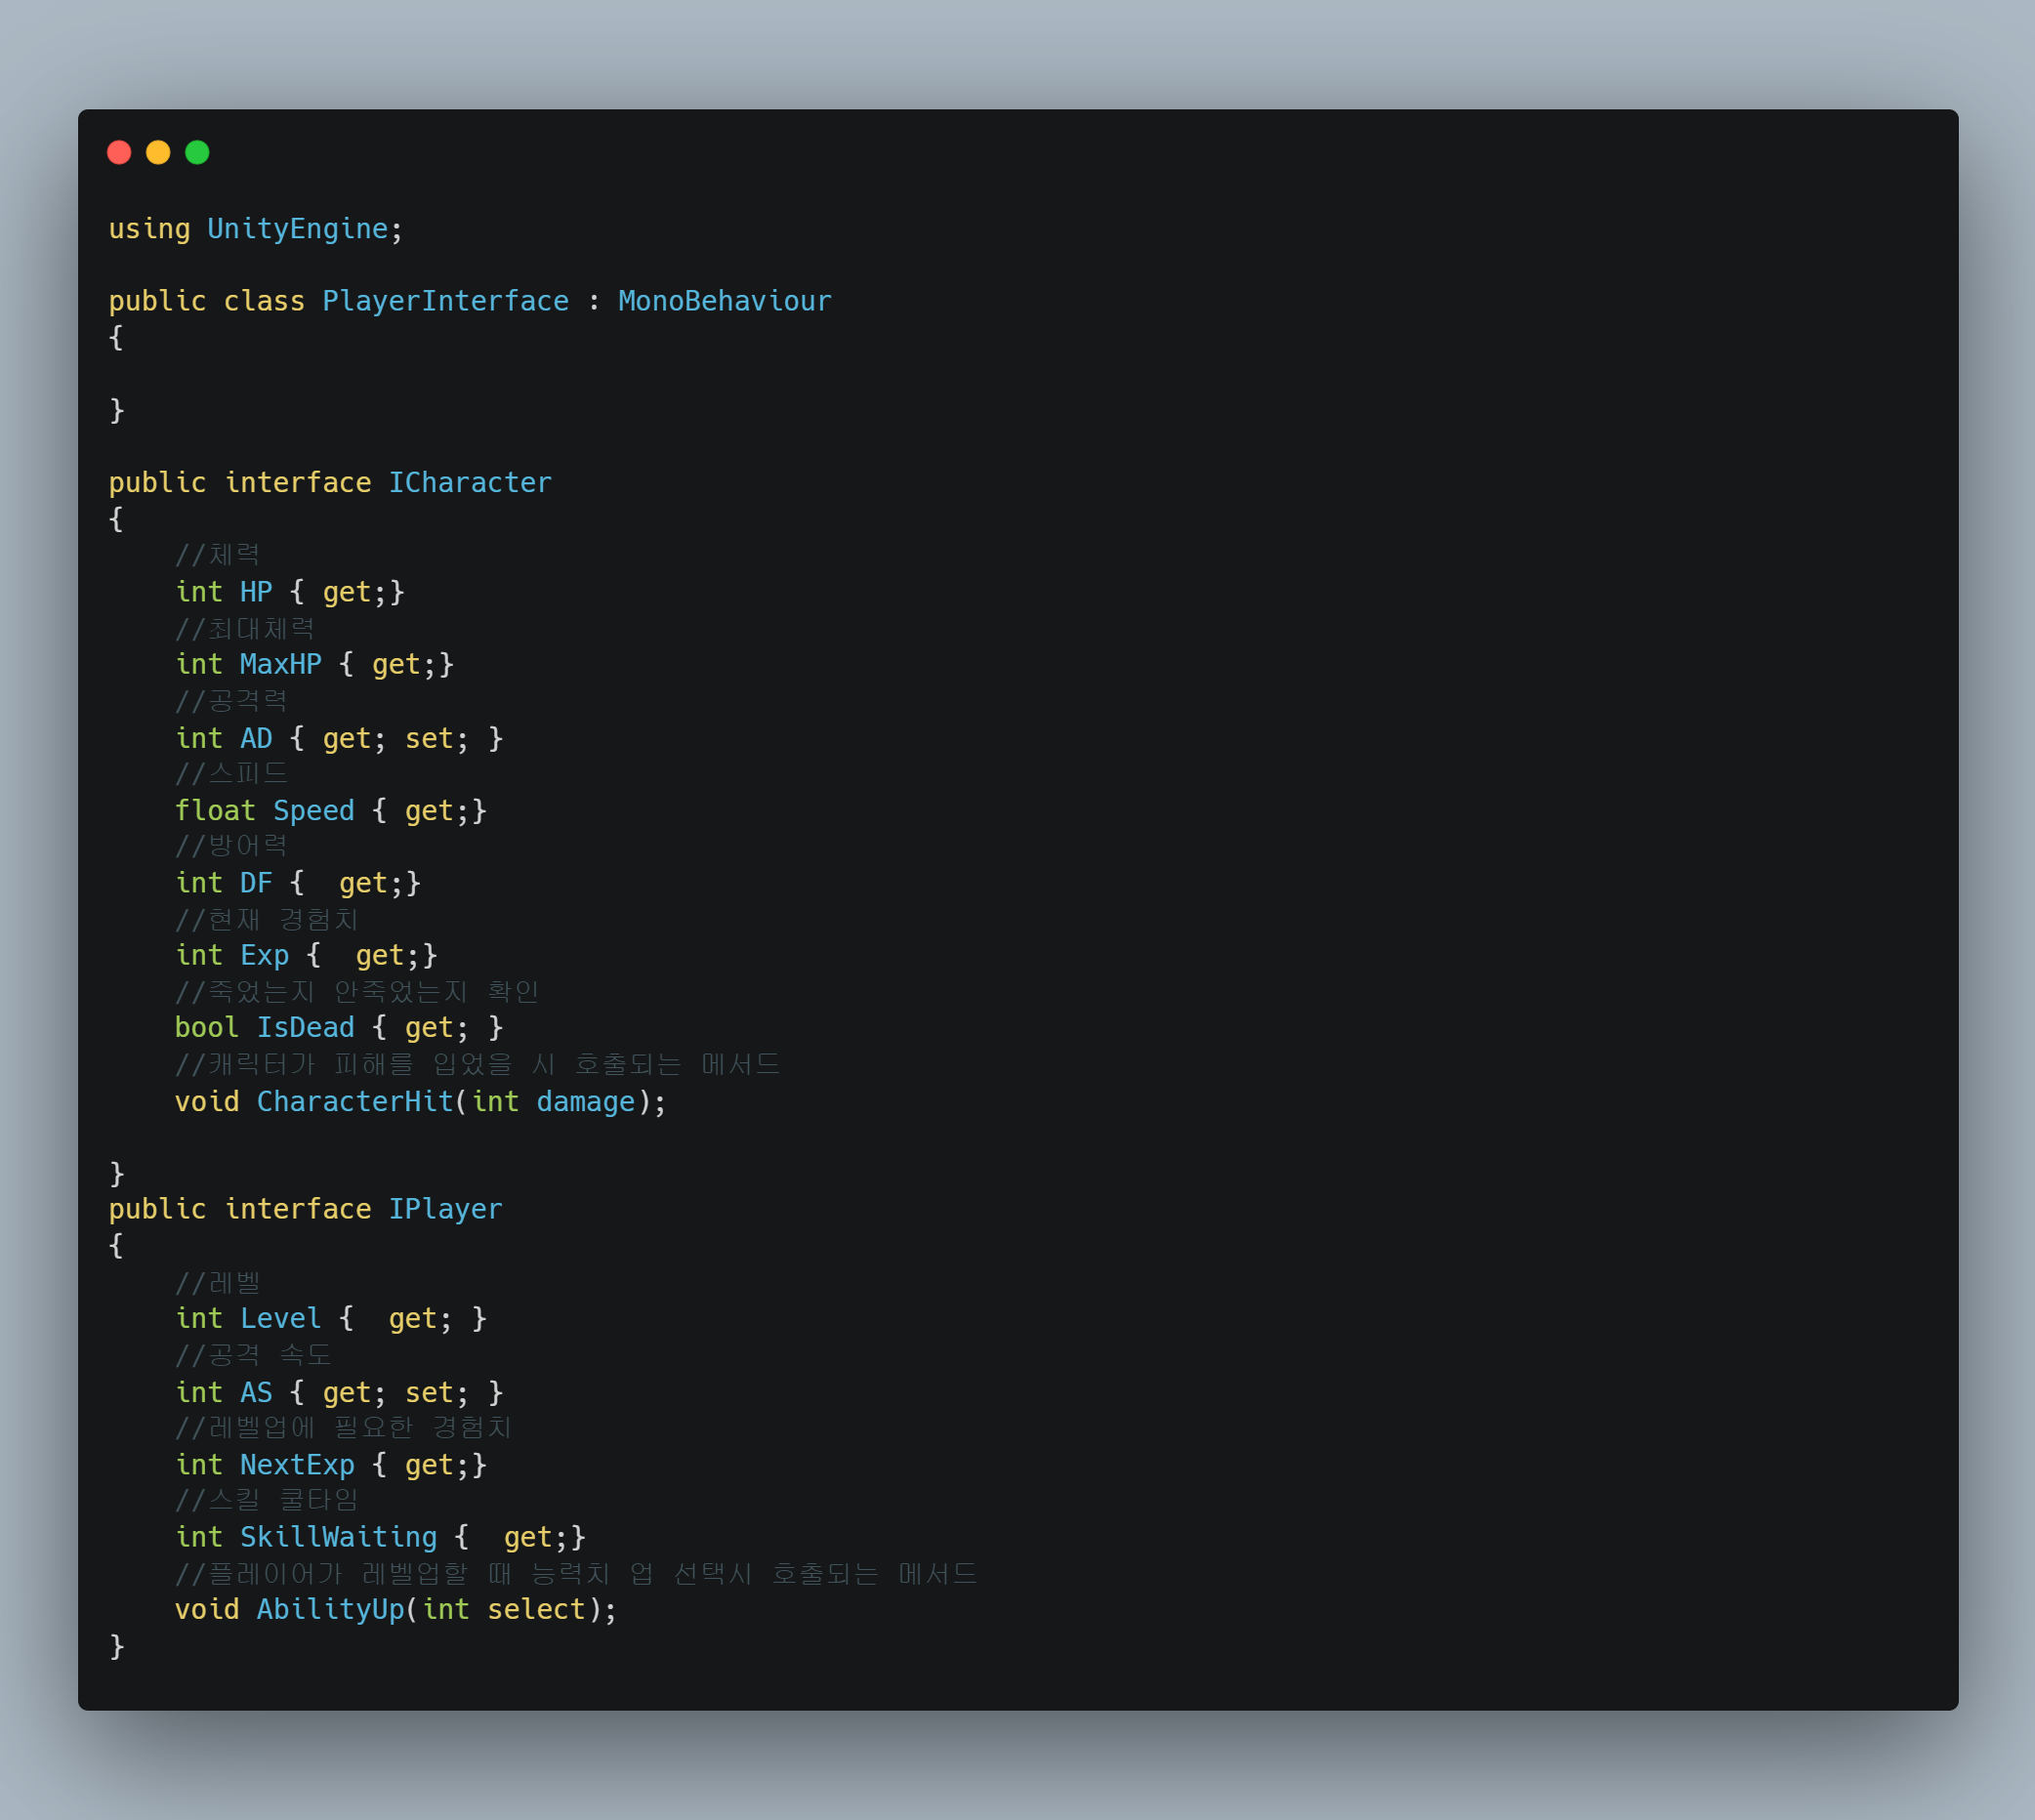 using UnityEngine;
public class PlayerInterface : MonoBehaviour
{
}
public interface ICharacter
{
    //체력
    int HP { get;}
    //최대체력
    int MaxHP { get;}
    //공격력
    int AD { get; set; }
    //스피드
    float Speed { get;}
    //방어력
    int DF {  get;}
    //현재 경험치
    int Exp {  get;}
    //죽었는지 안죽었는지 확인
    bool IsDead { get; }
    //캐릭터가 피해를 입었을 시 호출되는 메서드
    void CharacterHit(int damage);
}
public interface IPlayer
{
    //레벨
    int Level {  get; }
    //공격 속도
    int AS { get; set; }
    //레벨업에 필요한 경험치
    int NextExp { get;}
    //스킬 쿨타임
    int SkillWaiting {  get;}
    //플레이어가 레벨업할 때 능력치 업 선택시 호출되는 메서드
    void AbilityUp(int select);
}